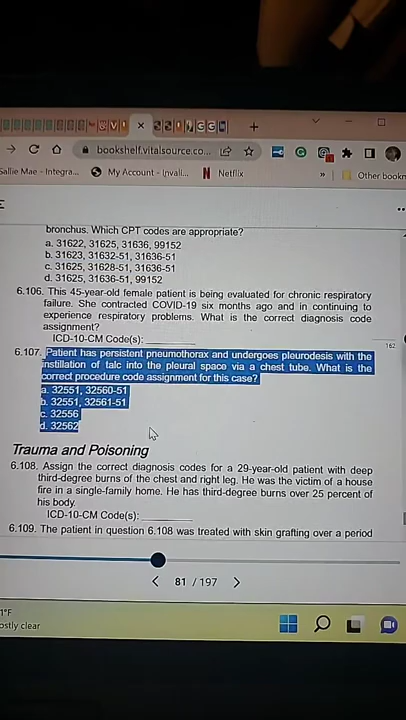 bookshelf.vitalsource.co...
Sallie Mae - Integra...
My Account - (Invali...
Netflix
»
Other bookm
bronchus. Which CPT codes are appropriate?
a. 31622, 31625, 31636, 99152
b. 31623, 31632-51, 31636-51
c. 31625, 31628-51, 31636-51
d. 31625, 31636-51, 99152
6.106. This 45-year-old female patient is being evaluated for chronic respiratory
failure. She contracted COVID-19 six months ago and in continuing to
experience respiratory problems. What is the correct diagnosis code
assignment?
ICD-10-CM Code(s):
162
6.107. Patient has persistent pneumothorax and undergoes pleurodesis with the
instillation of talc into the pleural space via a chest tube. What is the
correct procedure code assignment for this case?
a. 32551, 32560-51
b. 32551, 32561-51
c. 32556
d. 32562
Trauma and Poisoning
6.108. Assign the correct diagnosis codes for a 29-year-old patient with deep
third-degree burns of the chest and right leg. He was the victim of a house
fire in a single-family home. He has third-degree burns over 25 percent of
his body.
ICD-10-CM Code(s):
6.109. The patient in question 6.108 was treated with skin grafting over a period
81 / 197
1°F
ostly clear